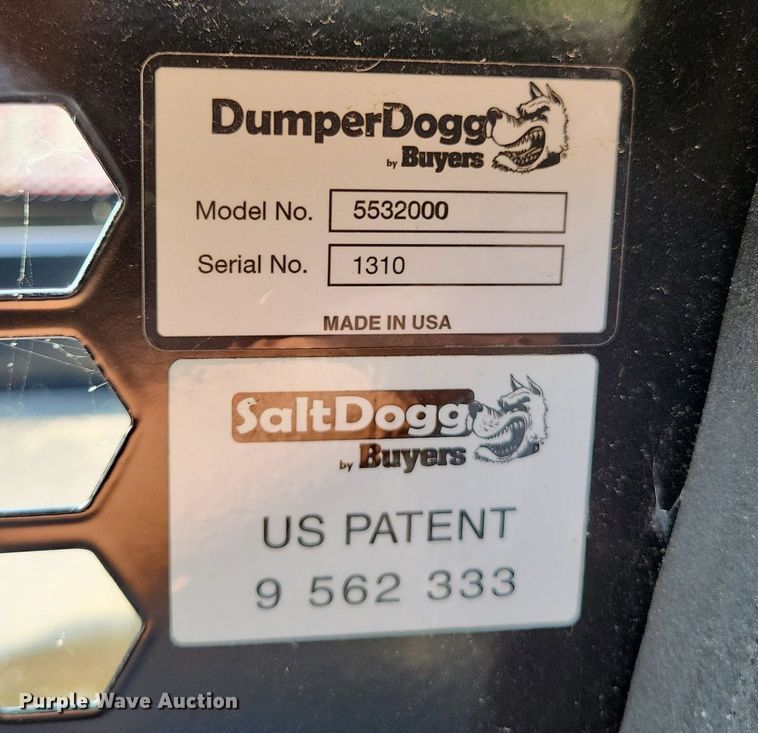 DumperDogg
by Buyers
Model No. 5532000
Serial No. 1310
MADE IN USA
SaltDogg
by Buyers
US PATENT
9 562 333
Purple Wave Auction